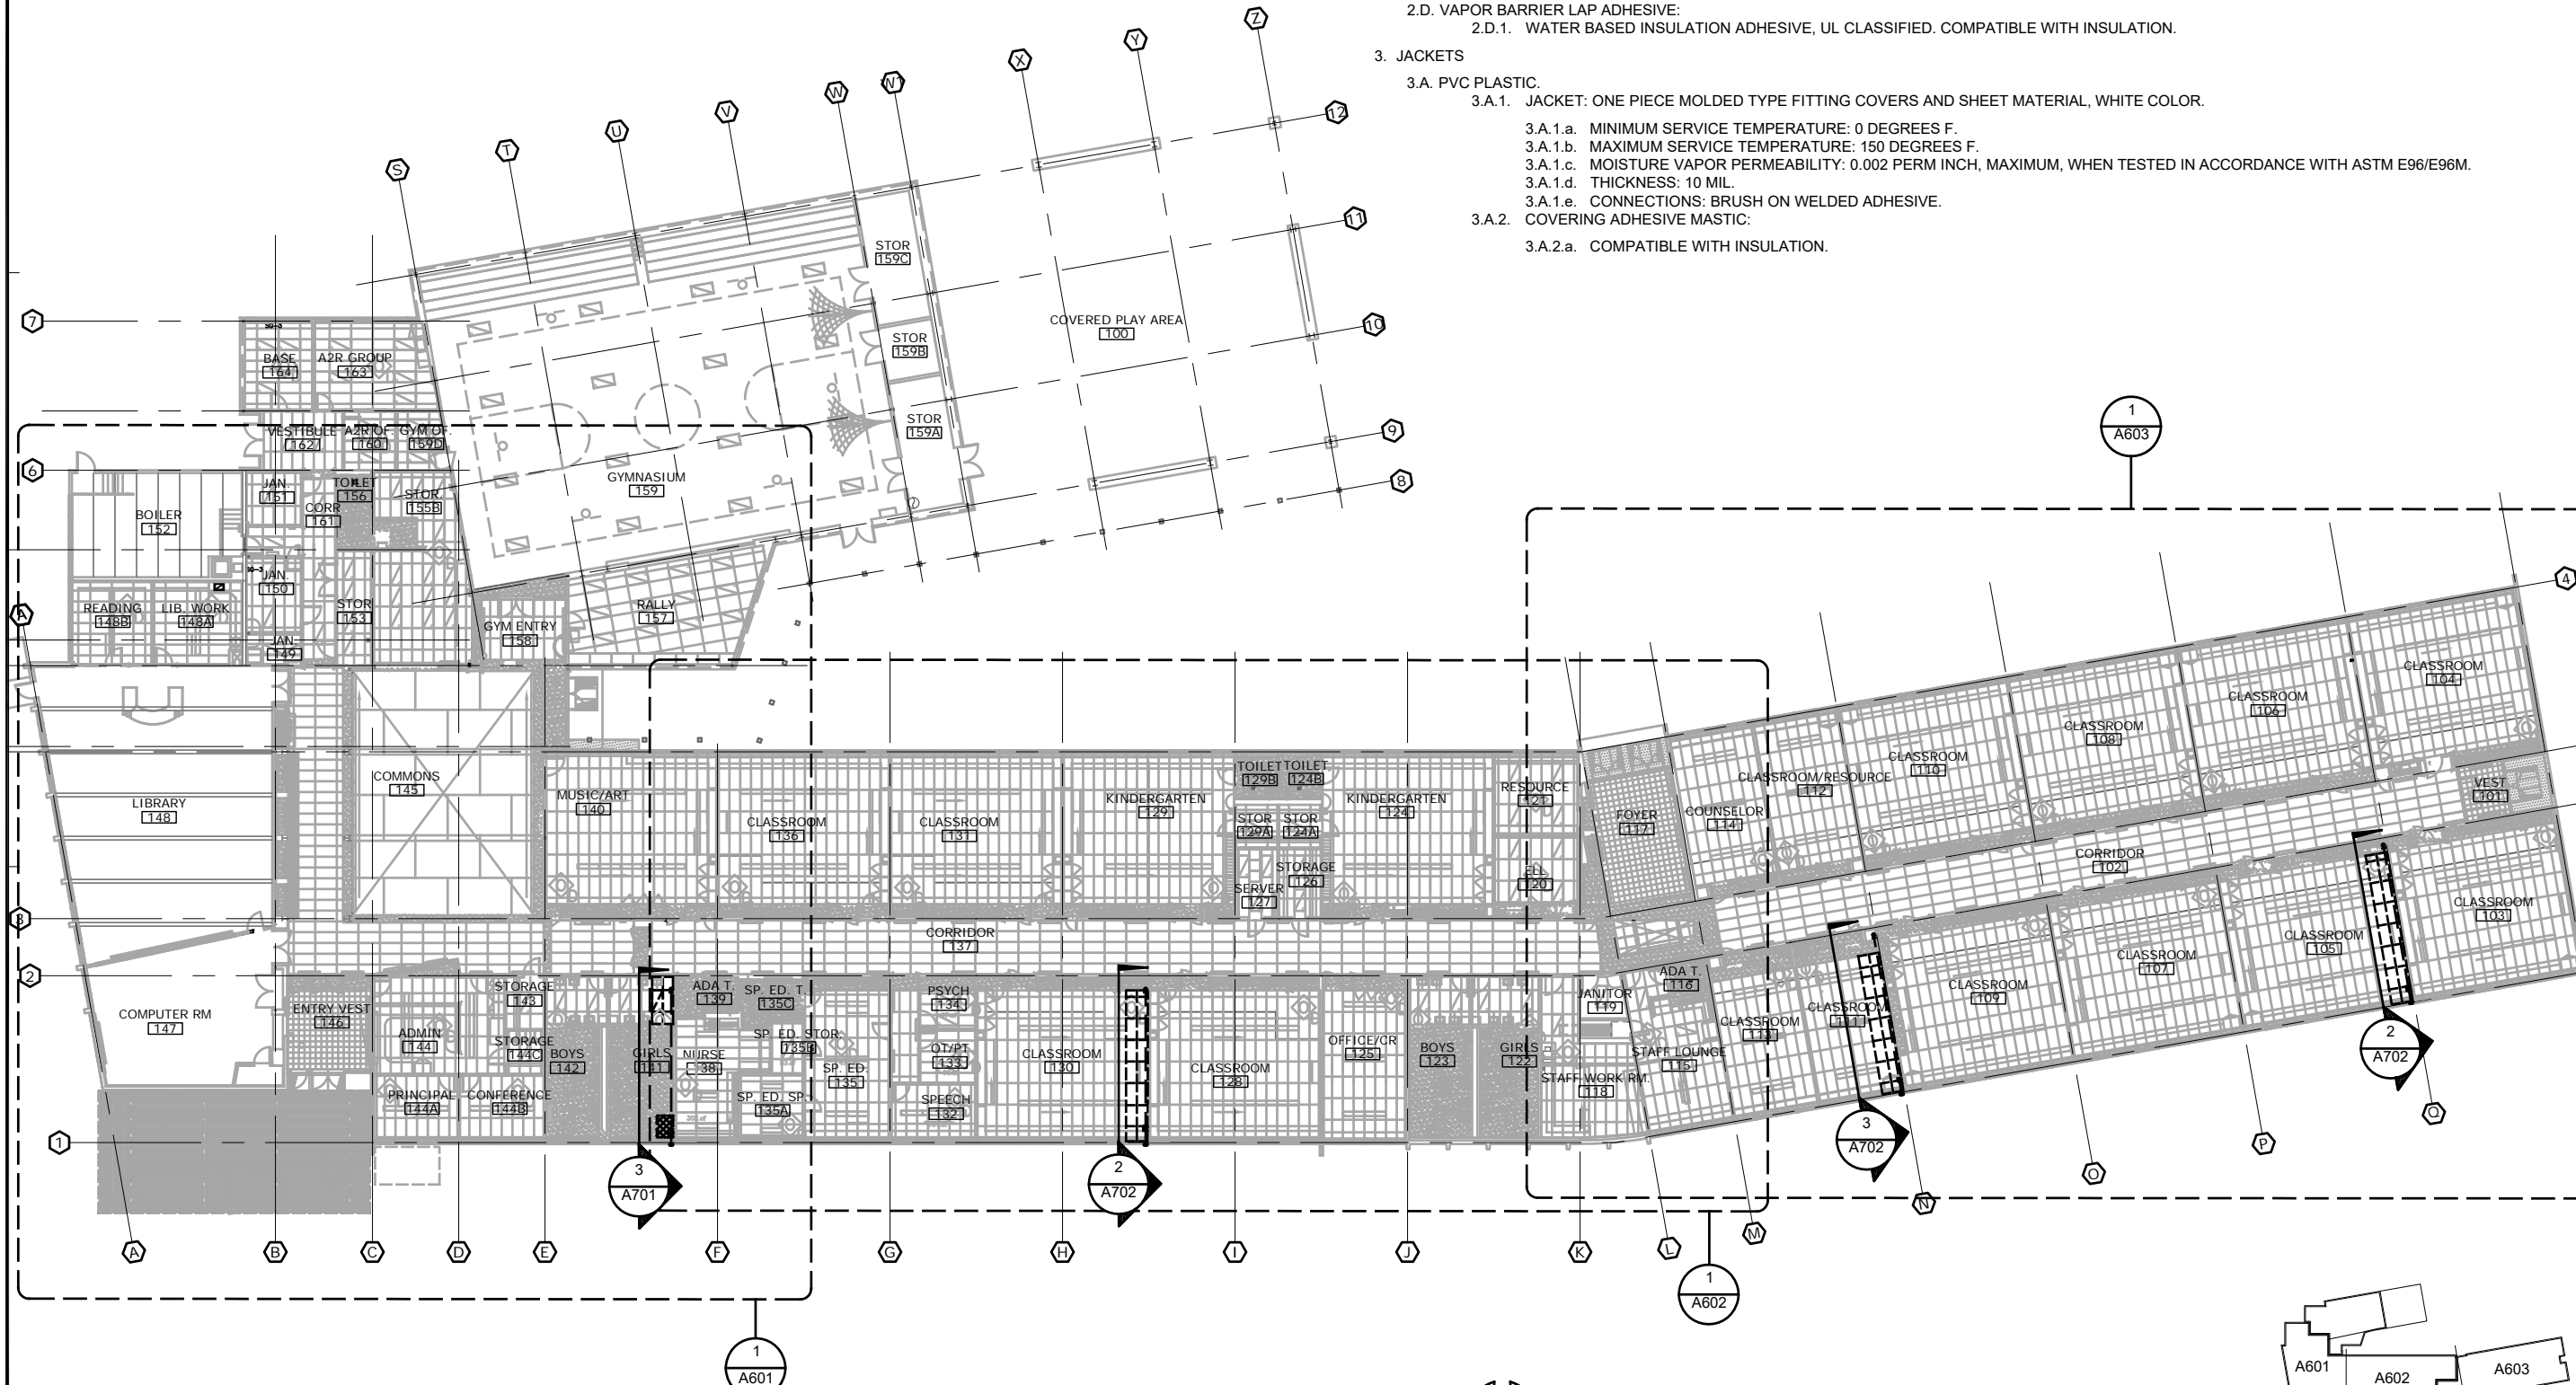 2.D. VAPOR BARRIER LAP ADHESIVE:
2.D.1. WATER BASED INSULATION ADHESIVE, UL CLASSIFIED. COMPATIBLE WITH INSULATION.
3. JACKETS
3.A. PVC PLASTIC.
3.A.1. JACKET: ONE PIECE MOLDED TYPE FITTING COVERS AND SHEET MATERIAL, WHITE COLOR.
3.A.1.a. MINIMUM SERVICE TEMPERATURE: 0 DEGREES F.
3.A.1.b. MAXIMUM SERVICE TEMPERATURE: 150 DEGREES F.
3.A.1.c. MOISTURE VAPOR PERMEABILITY: 0.002 PERM INCH, MAXIMUM, WHEN TESTED IN ACCORDANCE WITH ASTM E96/E96M.
3.A.1.d. THICKNESS: 10 MIL.
3.A.1.e. CONNECTIONS: BRUSH ON WELDED ADHESIVE.
3.A.2. COVERING ADHESIVE MASTIC:
3.A.2.a. COMPATIBLE WITH INSULATION.
S
T
U
V
W
W1
X
Y
Z
12
11
10
9
8
7
6
A
3
2
1
4
STOR
159C
STOR
159B
STOR
159A
COVERED PLAY AREA
100
BASE
164
A2R GROUP
163
VESTIBULE
162
A2R OF.
160
GYM OF.
159D
GYMNASIUM
159
JAN.
151
TOILET
156
STOR.
155B
CORR
161
BOILER
152
JAN.
150
READING
148B
LIB. WORK
148A
STOR
153
JAN
149
GYM ENTRY
158
RALLY
157
1
A603
COMMONS
145
LIBRARY
148
MUSIC/ART
140
CLASSROOM
136
CLASSROOM
131
KINDERGARTEN
129
TOILET
129B
TOILET
124B
STOR
129A
STOR
124A
STORAGE
126
SERVER
127
KINDERGARTEN
124
RESOURCE
121
ELL
120
FOYER
117
COUNSELOR
114
CLASSROOM/RESOURCE
112
CLASSROOM
110
CLASSROOM
108
CLASSROOM
106
CLASSROOM
104
VEST
101
CORRIDOR
102
CORRIDOR
137
CLASSROOM
103
CLASSROOM
105
CLASSROOM
107
CLASSROOM
109
CLASSROOM
111
CLASSROOM
113
ADA T.
116
STAFF LOUNGE
115
JANITOR
119
STAFF WORK RM.
118
GIRLS
122
BOYS
123
OFFICE/CR
125
CLASSROOM
128
CLASSROOM
130
PSYCH
134
OT/PT
133
SPEECH
132
SP. ED.
135
SP. ED. T.
135C
SP. ED. STOR
135B
SP. ED. SP.
135A
ADA T.
139
NURSE
138
GIRLS
141
BOYS
142
STORAGE
143
STORAGE
144C
ADMIN
144
PRINCIPAL
144A
CONFERENCE
144B
ENTRY VEST
146
COMPUTER RM
147
3
A701
2
A702
3
A702
2
A702
A
B
C
D
E
F
G
H
I
J
K
L
M
N
O
P
Q
1
A601
1
A602
A601
A602
A603